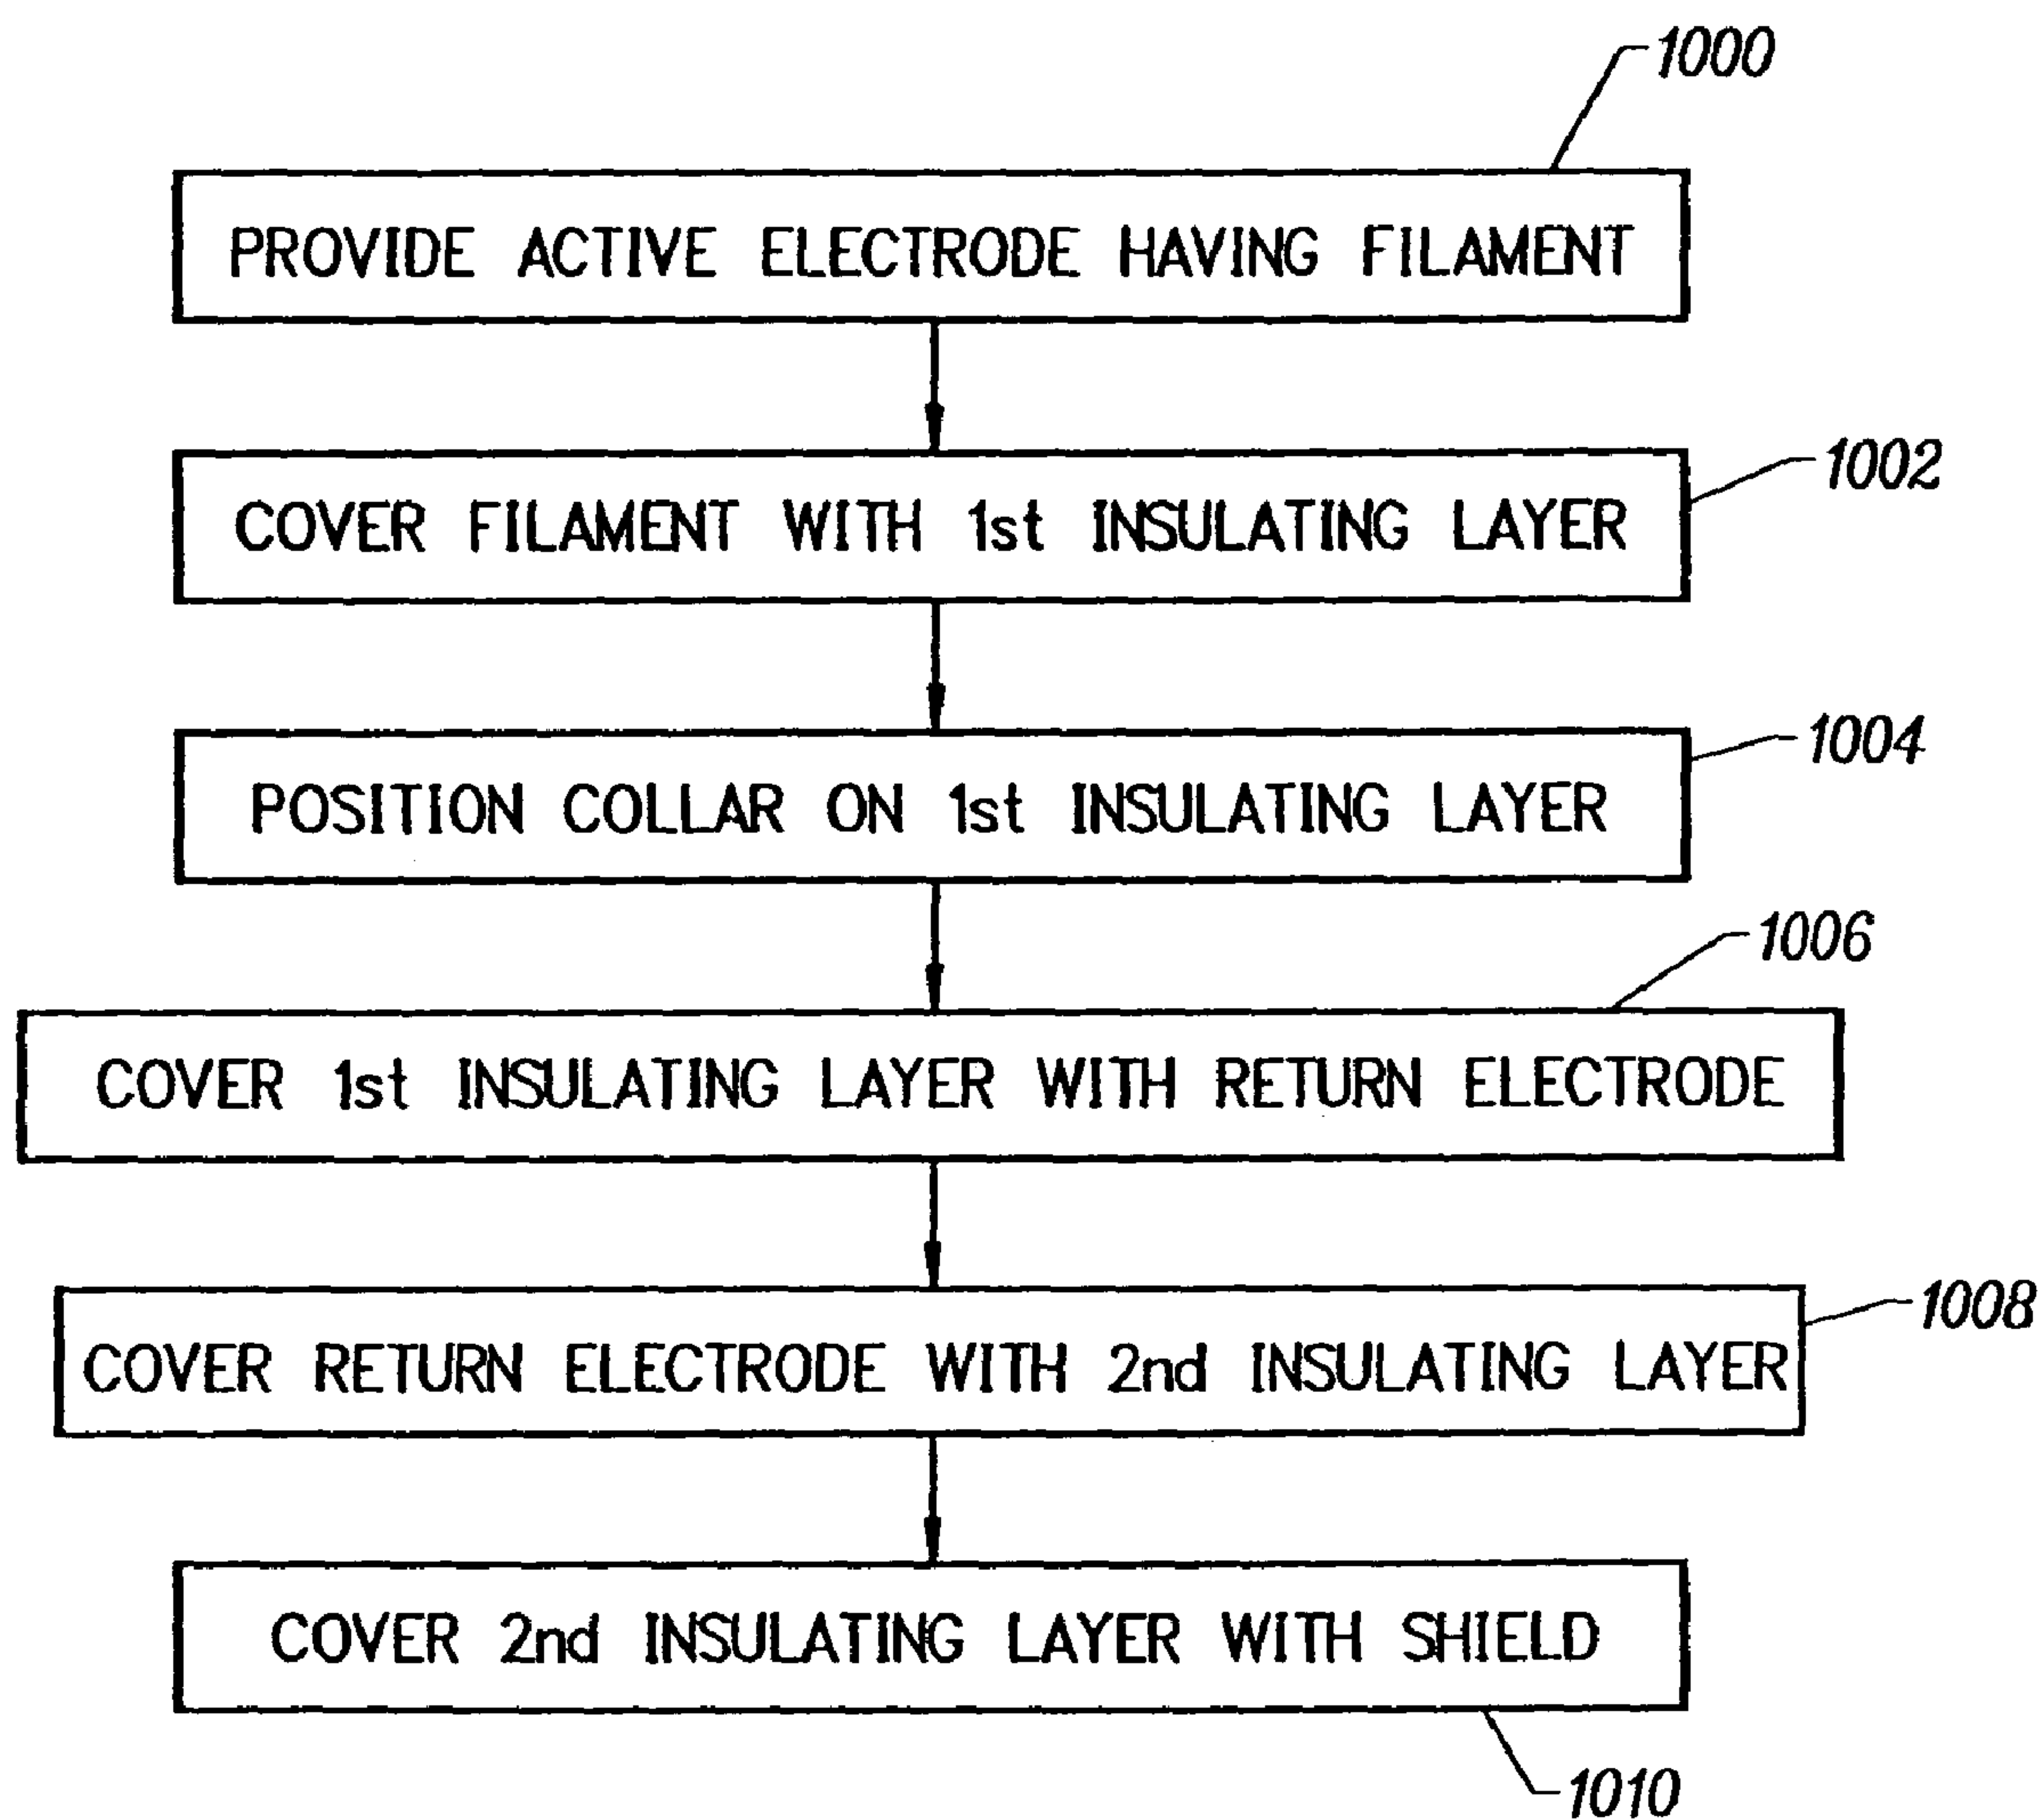 1000
PROVIDE ACTIVE ELECTRODE HAVING FILAMENT
1002
COVER FILAMENT WITH 1st INSULATING LAYER
1004
POSITION COLLAR ON 1st INSULATING LAYER
1006
COVER 1st INSULATING LAYER WITH RETURN ELECTRODE
1008
COVER RETURN ELECTRODE WITH 2nd INSULATING LAYER
COVER 2nd INSULATING LAYER WITH SHIELD
1010